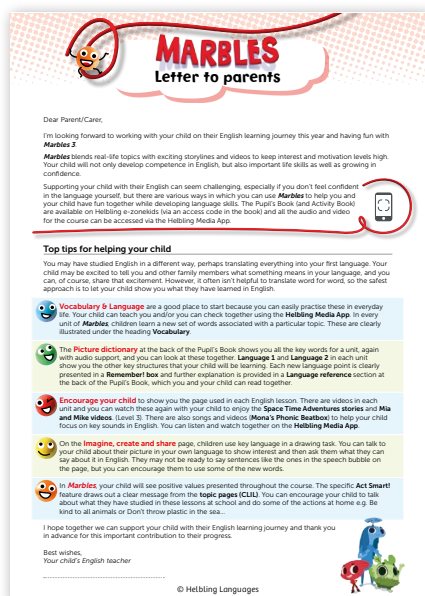 MARBLES
Letter to parents
Dear Parent/Carer,
I'm looking forward to working with your child on their English learning journey this year and having fun with
Marbles 3.
Marbles blends real-life topics with exciting storylines and videos to keep interest and motivation levels high.
Your child will not only develop competence in English, but also important life skills as well as growing in
confidence.
Supporting your child with their English can seem challenging, especially if you don't feel confident
in the language yourself, but there are various ways in which you can use Marbles to help you and
your child have fun together while developing language skills. The Pupil's Book (and Activity Book)
are available on Helbling e-zonekids (via an access code in the book) and all the audio and video
for the course can be accessed via the Helbling Media App.
Top tips for helping your child
You may have studied English in a different way, perhaps translating everything into your first language. Your
child may be excited to tell you and other family members what something means in your language, and you
can, of course, share that excitement. However, it often isn't helpful to translate word for word, so the safest
approach is to let your child show you what they have learned in English.
Vocabulary & Language are a good place to start because you can easily practise these in everyday
life. Your child can teach you and/or you can check together using the Helbling Media App. In every
unit of Marbles, children learn a new set of words associated with a particular topic. These are clearly
illustrated under the heading Vocabulary.
The Picture dictionary at the back of the Pupil's Book shows you all the key words for a unit, again
with audio support, and you can look at these together. Language 1 and Language 2 in each unit
show you the other key structures that your child will be learning. Each new language point is clearly
presented in a Remember! box and further explanation is provided in a Language reference section at
the back of the Pupil's Book, which you and your child can read together.
Encourage your child to show you the page used in each English lesson. There are videos in each
unit and you can watch these again with your child to enjoy the Space Time Adventures stories and Mia
and Mike videos. (Level 3). There are also songs and videos (Mona's Phonic Beatbox) to help your child
focus on key sounds in English. You can listen and watch together on the Helbling Media App.
On the Imagine, create and share page, children use key language in a drawing task. You can talk to
your child about their picture in your own language to show interest and then ask them what they can
say about it in English. They may not be ready to say sentences like the ones in the speech bubble on
the page, but you can encourage them to use some of the new words.
In Marbles, your child will see positive values presented throughout the course. The specific Act Smart!
feature draws out a clear message from the topic pages (CLIL). You can encourage your child to talk
about what they have studied in these lessons at school and do some of the actions at home e.g. Be
kind to all animals or Don't throw plastic in the sea...
I hope together we can support your child with their English learning journey and thank you
in advance for this important contribution to their progress.
Best wishes,
Your child's English teacher
© Helbling Languages